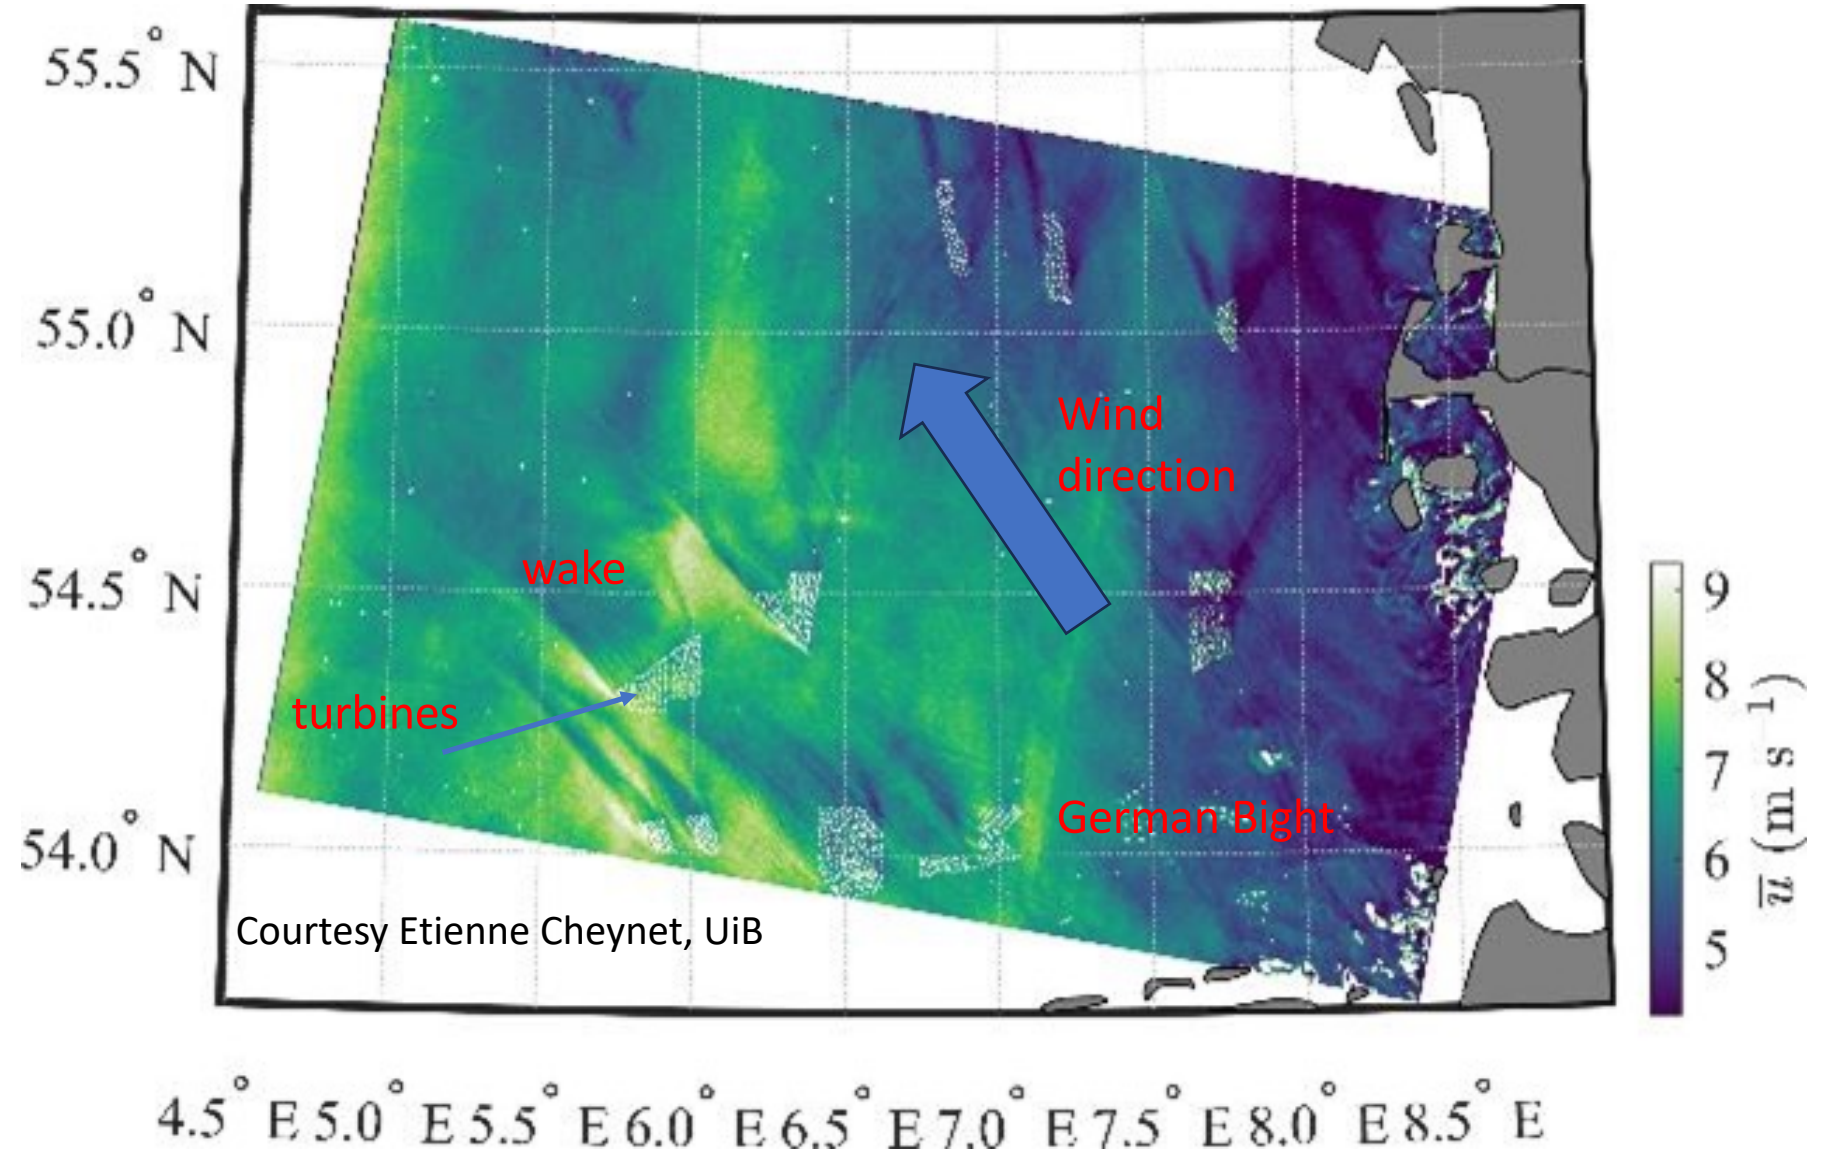 55.5° N
55.0° N
54.5° N
54.0° N
Wind
direction
wake
turbines
German Bight
Courtesy Etienne Cheynet, UiB
9
8
7
6
5
u̅ (m s⁻¹)
4.5° E 5.0° E 5.5° E 6.0° E 6.5° E 7.0° E 7.5° E 8.0° E 8.5° E